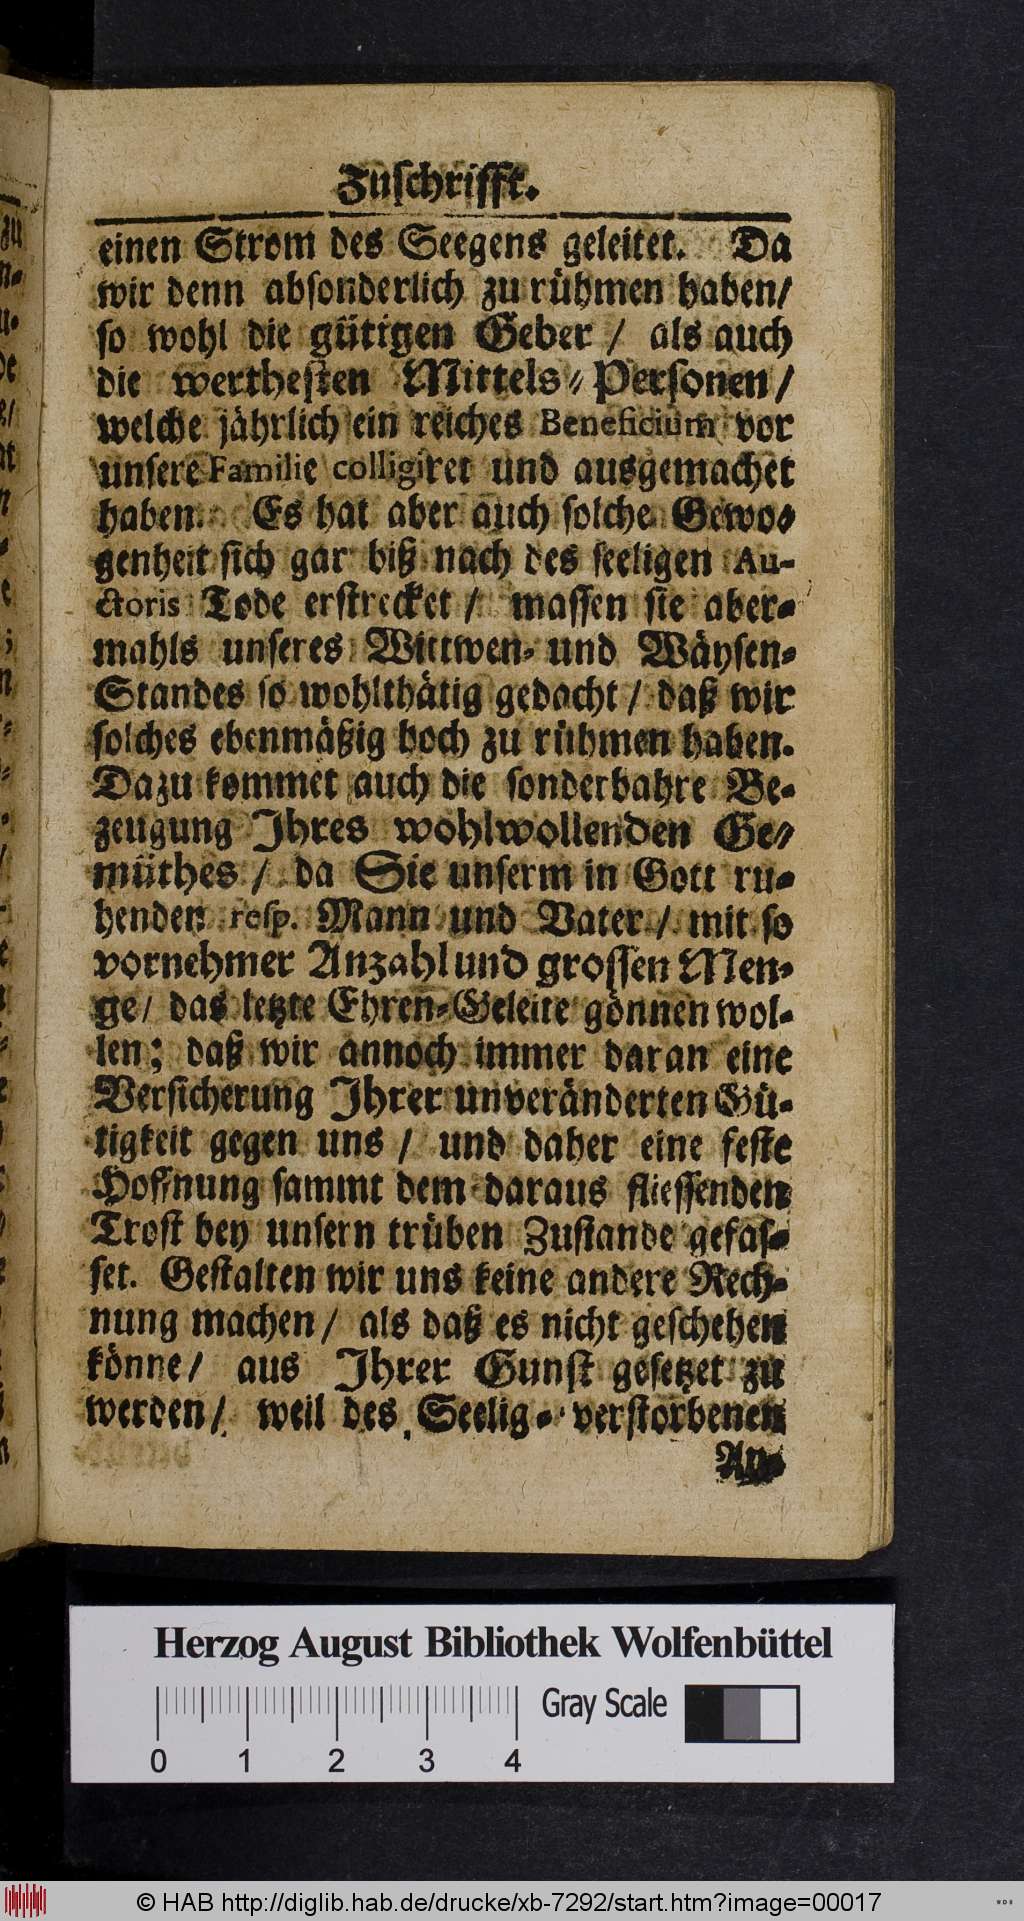 Zuschrifft.
einen Strom des Seegens geleitet. Da
wir denn absonderlich zu rühmen haben/
so wohl die gütigen Geber / als auch
die werthesten Mittels-Personen/
welche jährlich ein reiches Beneficium vor
unsere Familie colligiret und ausgemachet
haben. Es hat aber auch solche Gewo-
genheit sich gar biß nach des seeligen Au-
ctoris Tode erstrecket / massen sie aber-
mahls unseres Wittwen- und Wäysen-
Standes so wohlthätig gedacht / daß wir
solches ebenmäßig hoch zu rühmen haben.
Dazu kommet auch die sonderbahre Be-
zeugung Ihres wohlwollenden Ge-
müthes / da Sie unserm in Gott ru-
henden resp. Mann und Vater / mit so
vornehmer Anzahl und grossen Men-
ge / das letzte Ehren-Geleite gönnen wol-
len; daß wir annoch immer daran eine
Versicherung Ihrer unveränderten Gü-
tigkeit gegen uns / und daher eine feste
Hoffnung sammt dem daraus fliessenden
Trost bey unsern trüben Zustande gefas-
set. Gestalten wir uns keine andere Rech-
nung machen / als daß es nicht geschehen
könne / aus Ihrer Gunst gesetzet zu
werden / weil des Seelig-verstorbenen
Herzog August Bibliothek Wolfenbüttel
Gray Scale
0 1 2 3 4
© HAB http://diglib.hab.de/drucke/xb-7292/start.htm?image=00017